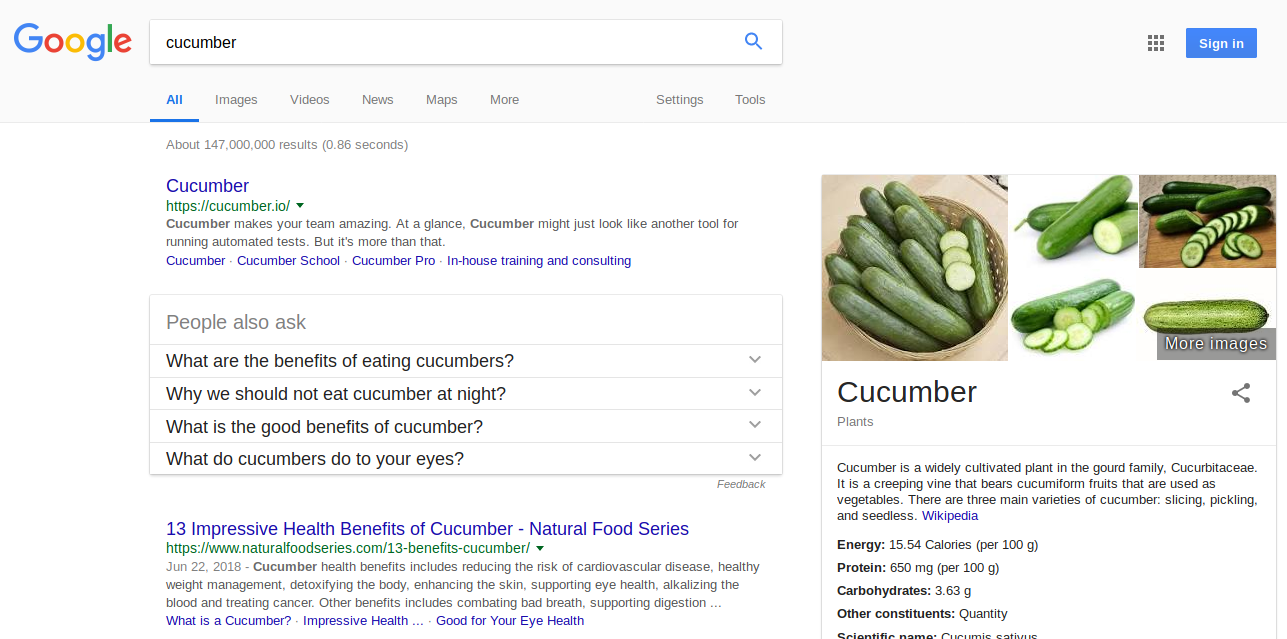 Google
cucumber
Sign in
All Images Videos News Maps More Settings Tools
About 147,000,000 results (0.86 seconds)
Cucumber
https://cucumber.io/
Cucumber makes your team amazing. At a glance, Cucumber might just look like another tool for
running automated tests. But it's more than that.
Cucumber · Cucumber School · Cucumber Pro · In-house training and consulting
People also ask
What are the benefits of eating cucumbers?
Why we should not eat cucumber at night?
What is the good benefits of cucumber?
What do cucumbers do to your eyes?
Feedback
13 Impressive Health Benefits of Cucumber - Natural Food Series
https://www.naturalfoodseries.com/13-benefits-cucumber/
Jun 22, 2018 - Cucumber health benefits includes reducing the risk of cardiovascular disease, healthy
weight management, detoxifying the body, enhancing the skin, supporting eye health, alkalizing the
blood and treating cancer. Other benefits includes combating bad breath, supporting digestion ...
What is a Cucumber? · Impressive Health ... · Good for Your Eye Health
More images
Cucumber
Plants
Cucumber is a widely cultivated plant in the gourd family, Cucurbitaceae.
It is a creeping vine that bears cucumiform fruits that are used as
vegetables. There are three main varieties of cucumber: slicing, pickling,
and seedless. Wikipedia
Energy: 15.54 Calories (per 100 g)
Protein: 650 mg (per 100 g)
Carbohydrates: 3.63 g
Other constituents: Quantity
Scientific name: Cucumis sativus